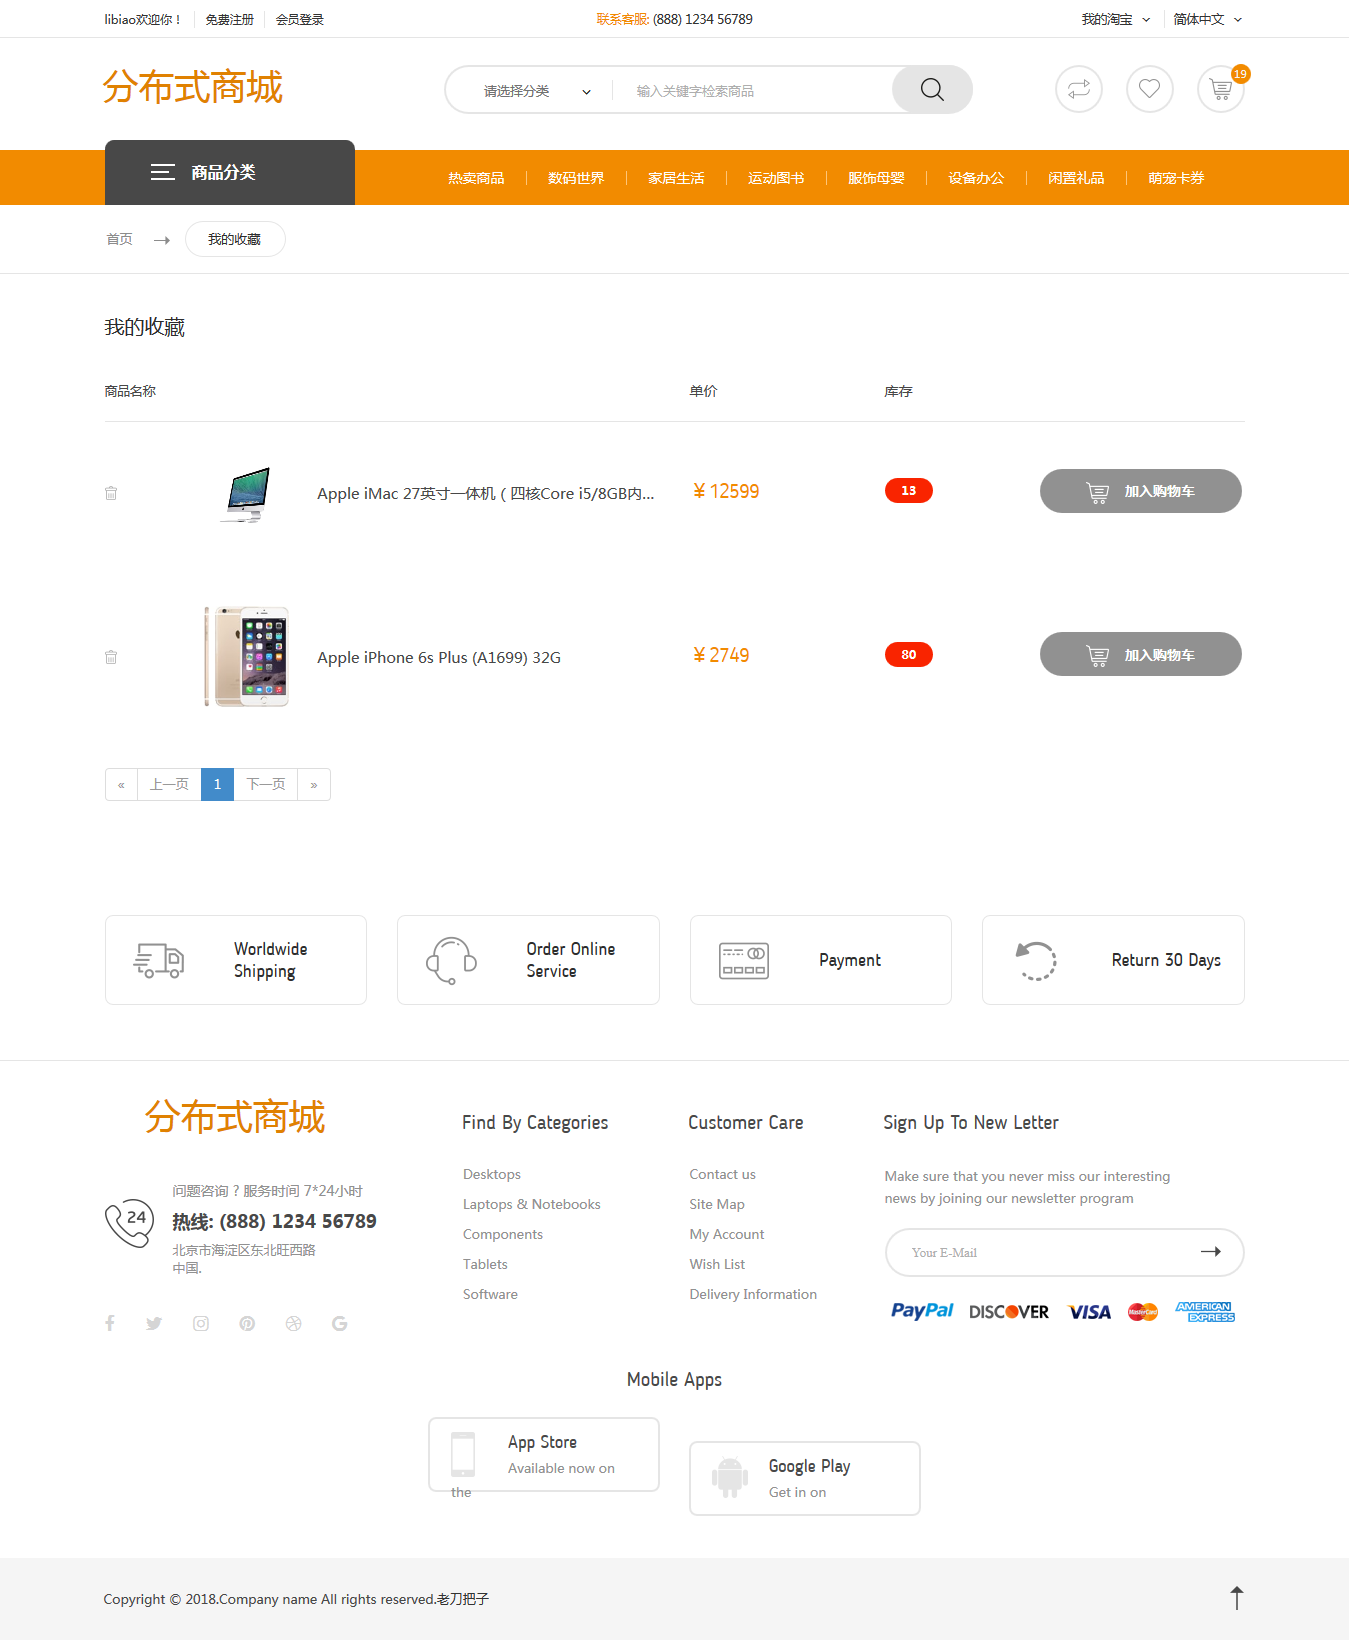 libiao欢迎你！ 免费注册 会员登录 联系客服: (888) 1234 56789 我的淘宝 简体中文
分布式商城 请选择分类 输入关键字检索商品 19
商品分类 热卖商品 数码世界 家居生活 运动图书 服饰母婴 设备办公 闲置礼品 萌宠卡券
首页 我的收藏
我的收藏
商品名称 单价 库存
Apple iMac 27英寸一体机 ( 四核Core i5/8GB内... ¥ 12599 13 加入购物车
Apple iPhone 6s Plus (A1699) 32G ¥ 2749 80 加入购物车
« 上一页 1 下一页 »
Worldwide
Shipping
Order Online
Service
Payment
Return 30 Days
分布式商城
问题咨询 ? 服务时间 7*24小时
24 热线: (888) 1234 56789
北京市海淀区东北旺西路
中国.
Find By Categories
Desktops
Laptops & Notebooks
Components
Tablets
Software
Customer Care
Contact us
Site Map
My Account
Wish List
Delivery Information
Sign Up To New Letter
Make sure that you never miss our interesting
news by joining our newsletter program
Your E-Mail
PayPal DISCOVER VISA MasterCard AMERICAN EXPRESS
Mobile Apps
App Store
Available now on
the
Google Play
Get in on
Copyright © 2018.Company name All rights reserved.老刀把子